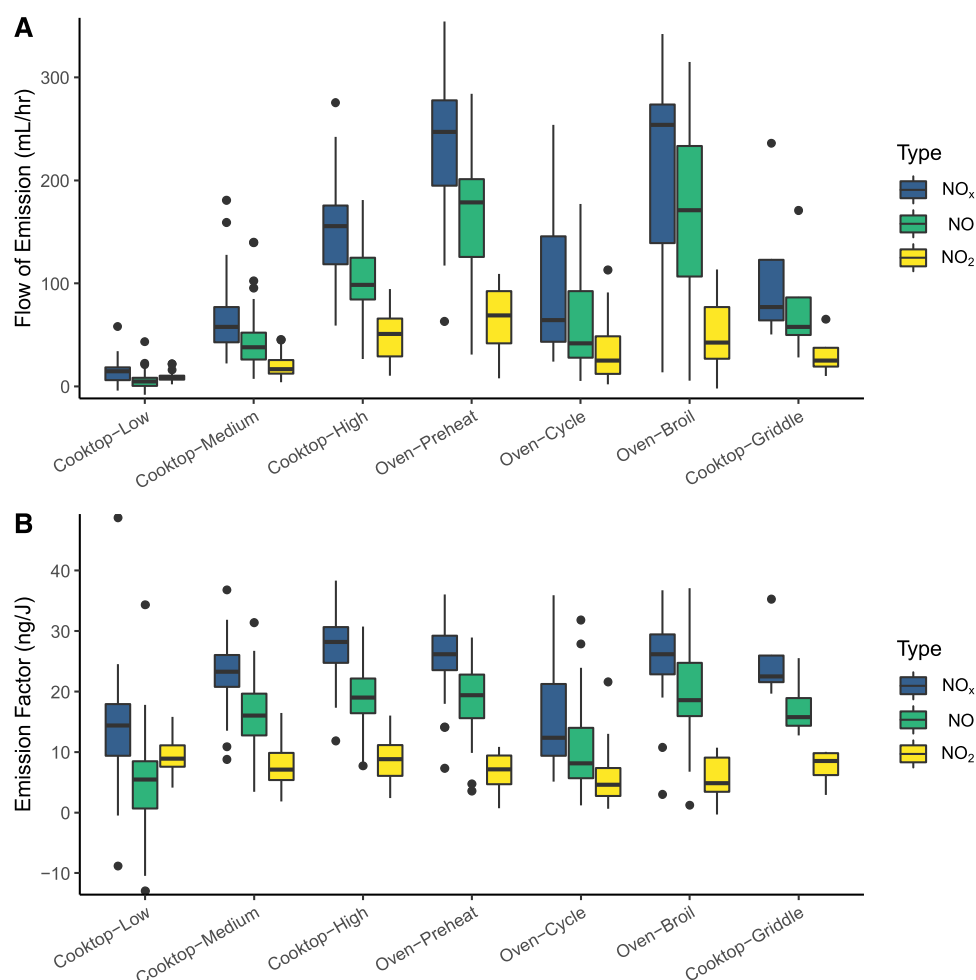 A
Flow of Emission (mL/hr)
300
200
100
0
Cooktop−Low
Cooktop−Medium
Cooktop−High
Oven−Preheat
Oven−Cycle
Oven−Broil
Cooktop−Griddle
Type
NOₓ
NO
NO₂
B
Emission Factor (ng/J)
40
30
20
10
0
−10
Cooktop−Low
Cooktop−Medium
Cooktop−High
Oven−Preheat
Oven−Cycle
Oven−Broil
Cooktop−Griddle
Type
NOₓ
NO
NO₂